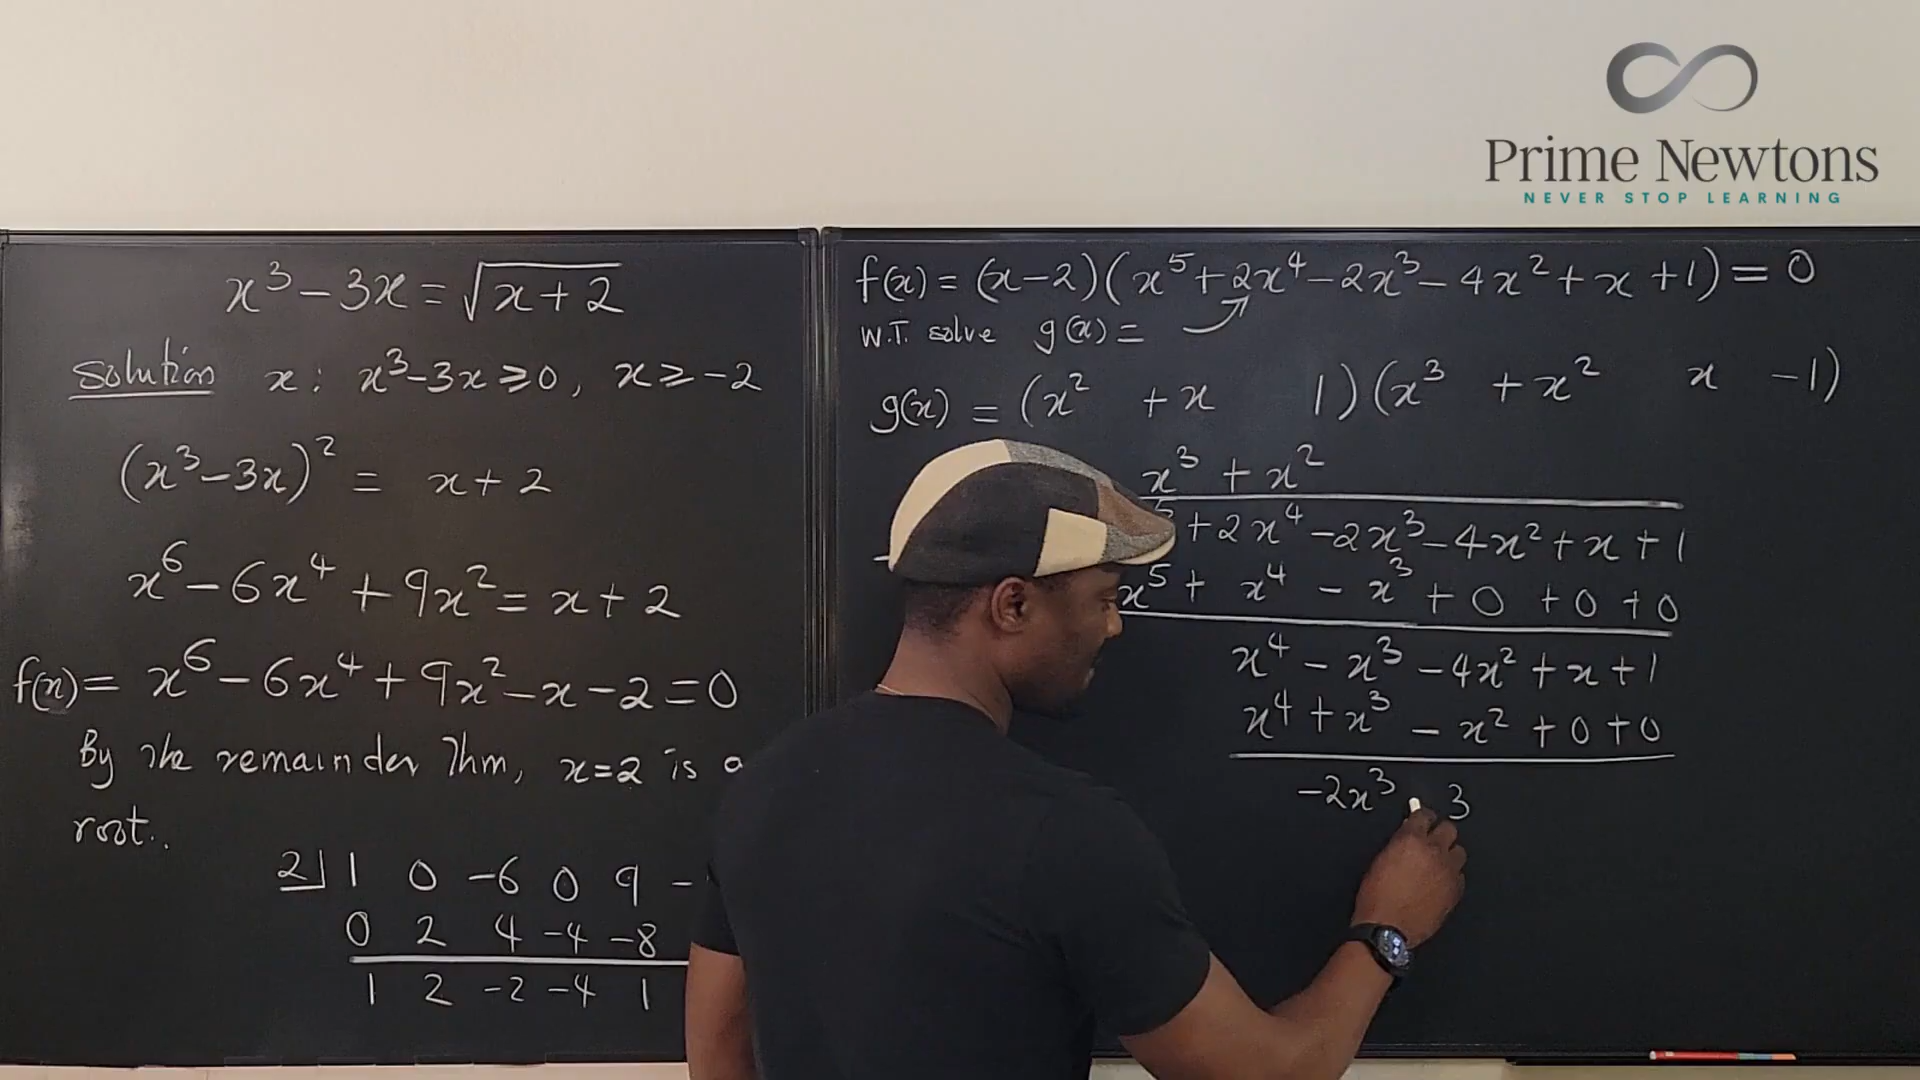 Prime Newtons
NEVER STOP LEARNING
x³ - 3x = √(x + 2)
Solution x : x³ - 3x ≥ 0, x ≥ -2
(x³ - 3x)² = x + 2
x⁶ - 6x⁴ + 9x² = x + 2
f(x) = x⁶ - 6x⁴ + 9x² - x - 2 = 0
By the remainder Thm, x = 2 is a
root.
2| 1 0 -6 0 9 -
0 2 4 -4 -8
1 2 -2 -4 1
f(x) = (x - 2)(x⁵ + 2x⁴ - 2x³ - 4x² + x + 1) = 0
W.T. solve g(x) =
g(x) = (x² + x 1)(x³ + x² x -1)
x³ + x²
⁵ + 2x⁴ - 2x³ - 4x² + x + 1
x⁵ + x⁴ - x³ + 0 + 0 + 0
x⁴ - x³ - 4x² + x + 1
x⁴ + x³ - x² + 0 + 0
-2x³ 3